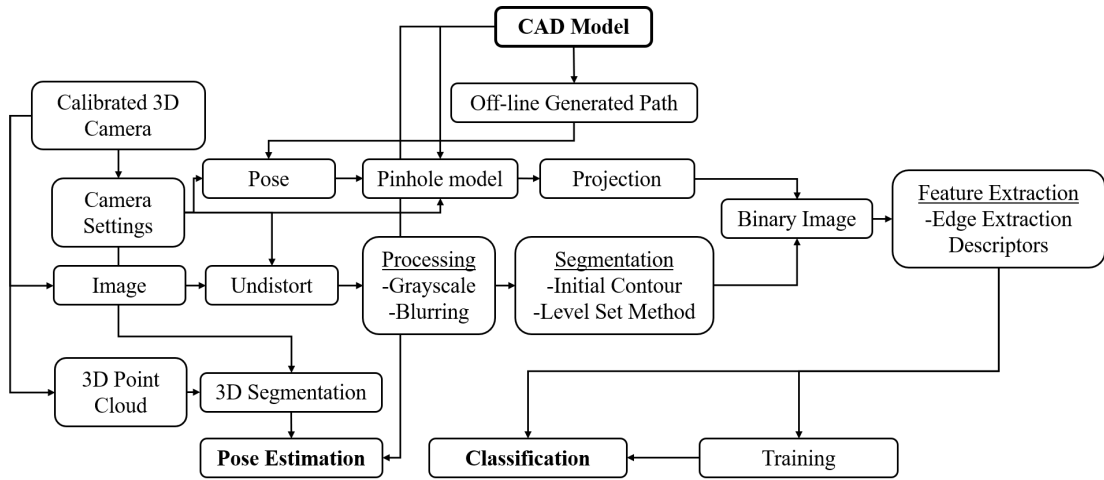 CAD Model
Off-line Generated Path
Calibrated 3D
Camera
Pose
Pinhole model
Projection
Camera
Settings
Binary Image
Feature Extraction
-Edge Extraction
Descriptors
Image
Undistort
Processing
-Grayscale
-Blurring
Segmentation
-Initial Contour
-Level Set Method
3D Point
Cloud
3D Segmentation
Pose Estimation
Classification
Training